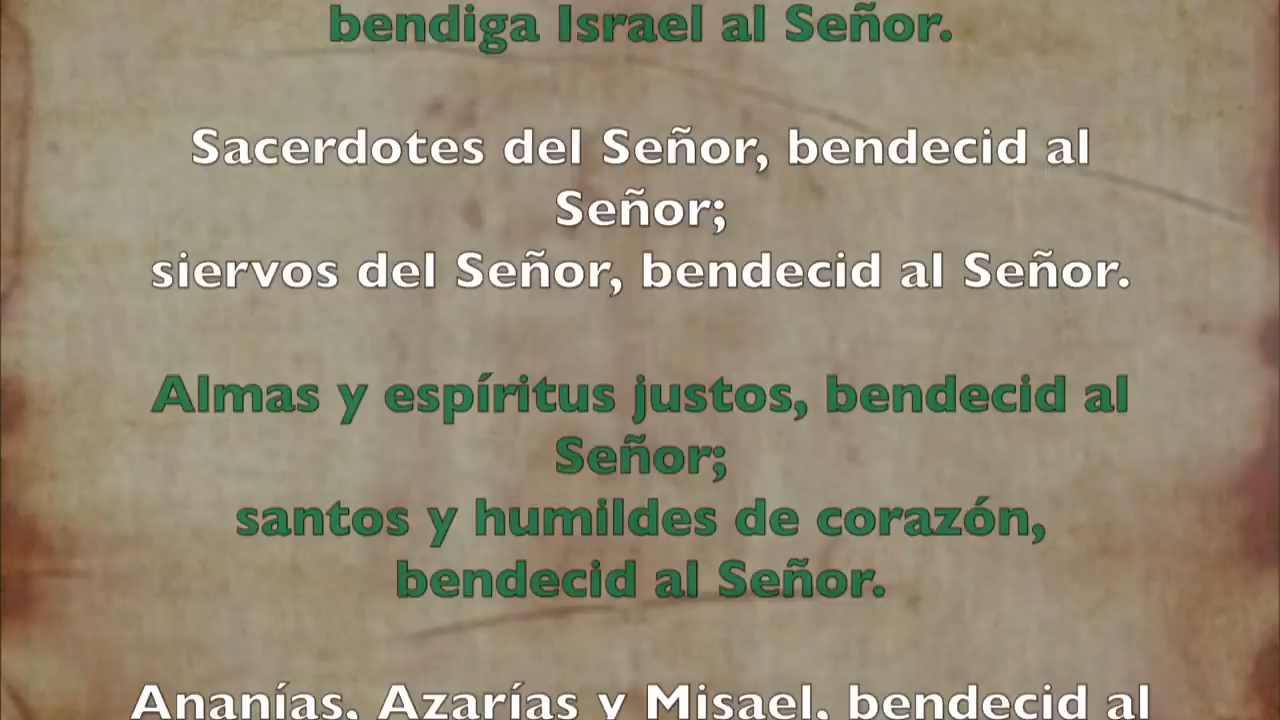 bendiga Israel al Señor.
Sacerdotes del Señor, bendecid al
Señor;
siervos del Señor, bendecid al Señor.
Almas y espíritus justos, bendecid al
Señor;
santos y humildes de corazón,
bendecid al Señor.
Ananías, Azarías y Misael, bendecid al